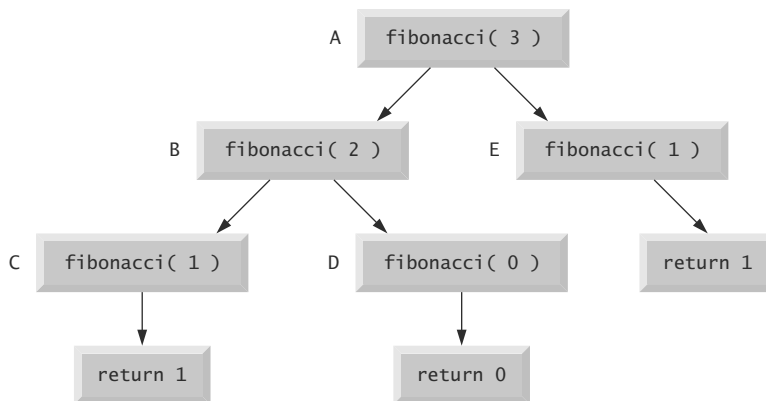 A fibonacci( 3 )
B fibonacci( 2 )
E fibonacci( 1 )
C fibonacci( 1 )
D fibonacci( 0 )
return 1
return 1
return 0